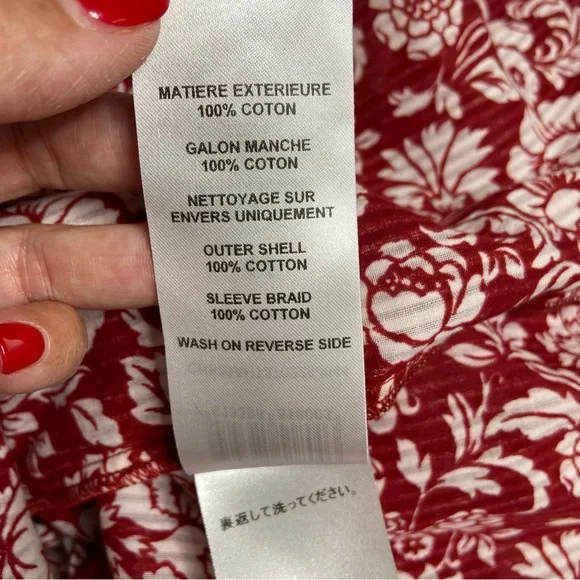 MATIERE EXTERIEURE
100% COTON
GALON MANCHE
100% COTON
NETTOYAGE SUR
ENVERS UNIQUEMENT
OUTER SHELL
100% COTTON
SLEEVE BRAID
100% COTTON
WASH ON REVERSE SIDE
裏返して洗ってください。